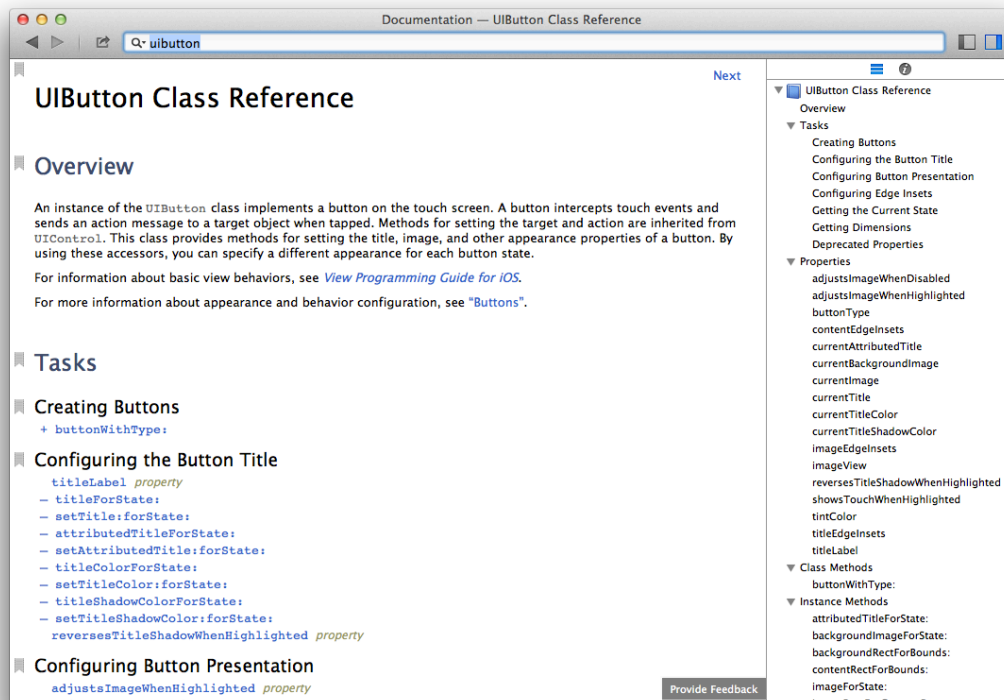 Documentation — UIButton Class Reference
uibutton
Next
UIButton Class Reference
Overview
An instance of the UIButton class implements a button on the touch screen. A button intercepts touch events and
sends an action message to a target object when tapped. Methods for setting the target and action are inherited from
UIControl. This class provides methods for setting the title, image, and other appearance properties of a button. By
using these accessors, you can specify a different appearance for each button state.
For information about basic view behaviors, see View Programming Guide for iOS.
For more information about appearance and behavior configuration, see “Buttons”.
Tasks
Creating Buttons
+ buttonWithType:
Configuring the Button Title
titleLabel property
– titleForState:
– setTitle:forState:
– attributedTitleForState:
– setAttributedTitle:forState:
– titleColorForState:
– setTitleColor:forState:
– titleShadowColorForState:
– setTitleShadowColor:forState:
reversesTitleShadowWhenHighlighted property
Configuring Button Presentation
adjustsImageWhenHighlighted property
Provide Feedback
UIButton Class Reference
Overview
Tasks
Creating Buttons
Configuring the Button Title
Configuring Button Presentation
Configuring Edge Insets
Getting the Current State
Getting Dimensions
Deprecated Properties
Properties
adjustsImageWhenDisabled
adjustsImageWhenHighlighted
buttonType
contentEdgeInsets
currentAttributedTitle
currentBackgroundImage
currentImage
currentTitle
currentTitleColor
currentTitleShadowColor
imageEdgeInsets
imageView
reversesTitleShadowWhenHighlighted
showsTouchWhenHighlighted
tintColor
titleEdgeInsets
titleLabel
Class Methods
buttonWithType:
Instance Methods
attributedTitleForState:
backgroundImageForState:
backgroundRectForBounds:
contentRectForBounds:
imageForState: